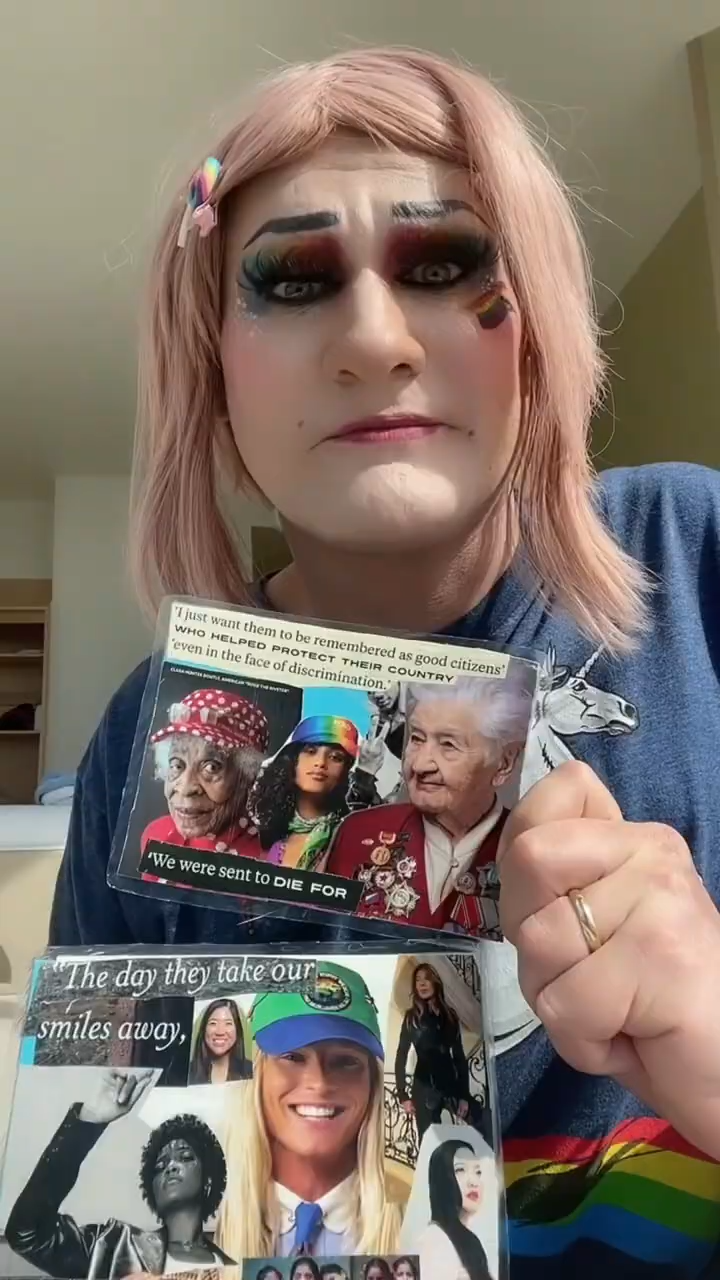 'I just want them to be remembered as good citizens'
WHO HELPED PROTECT THEIR COUNTRY
'even in the face of discrimination.'
'We were sent to DIE FOR
"The day they take our
smiles away,